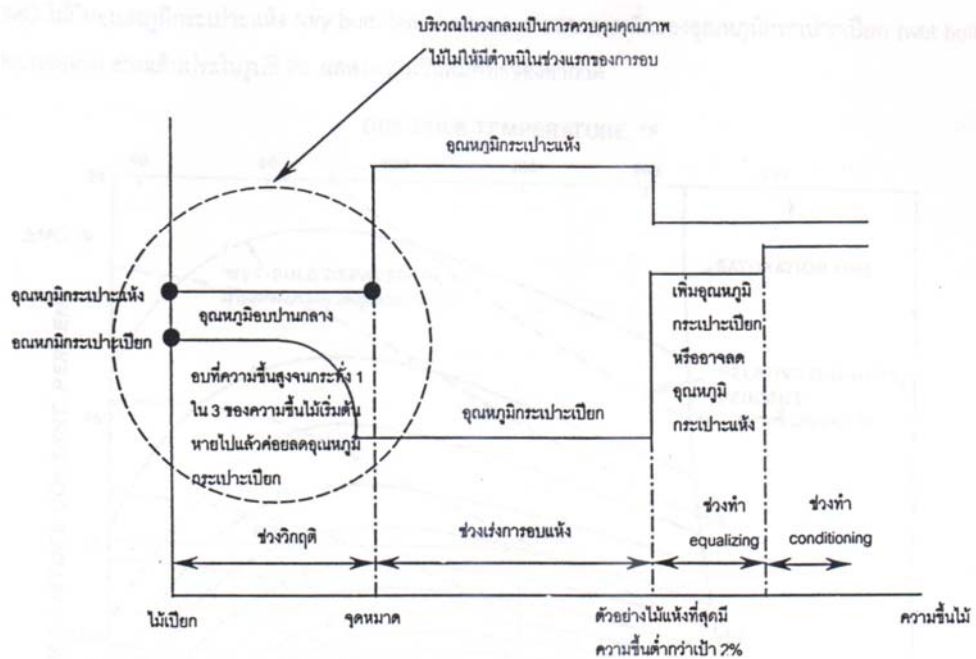 บริเวณในวงกลมเป็นการควบคุมคุณภาพ
ไม้ไม่ให้มีตำหนิในช่วงแรกของการอบ
อุณหภูมิกระเปาะแห้ง
อุณหภูมิกระเปาะแห้ง
อุณหภูมิอบปานกลาง
อุณหภูมิกระเปาะเปียก
อบที่ความชื้นสูงจนกระทั่ง 1
ใน 3 ของความชื้นไม้เริ่มต้น
หายไปแล้วค่อยลดอุณหภูมิ
กระเปาะเปียก
อุณหภูมิกระเปาะเปียก
เพิ่มอุณหภูมิ
กระเปาะเปียก
หรืออาจลด
อุณหภูมิ
กระเปาะแห้ง
ช่วงวิกฤติ
ช่วงเร่งการอบแห้ง
ช่วงทำ
equalizing
ช่วงทำ
conditioning
ไม้เปียก
จุดหมาด
ตัวอย่างไม้แห้งที่สุดมี
ความชื้นต่ำกว่าเป้า 2%
ความชื้นไม้